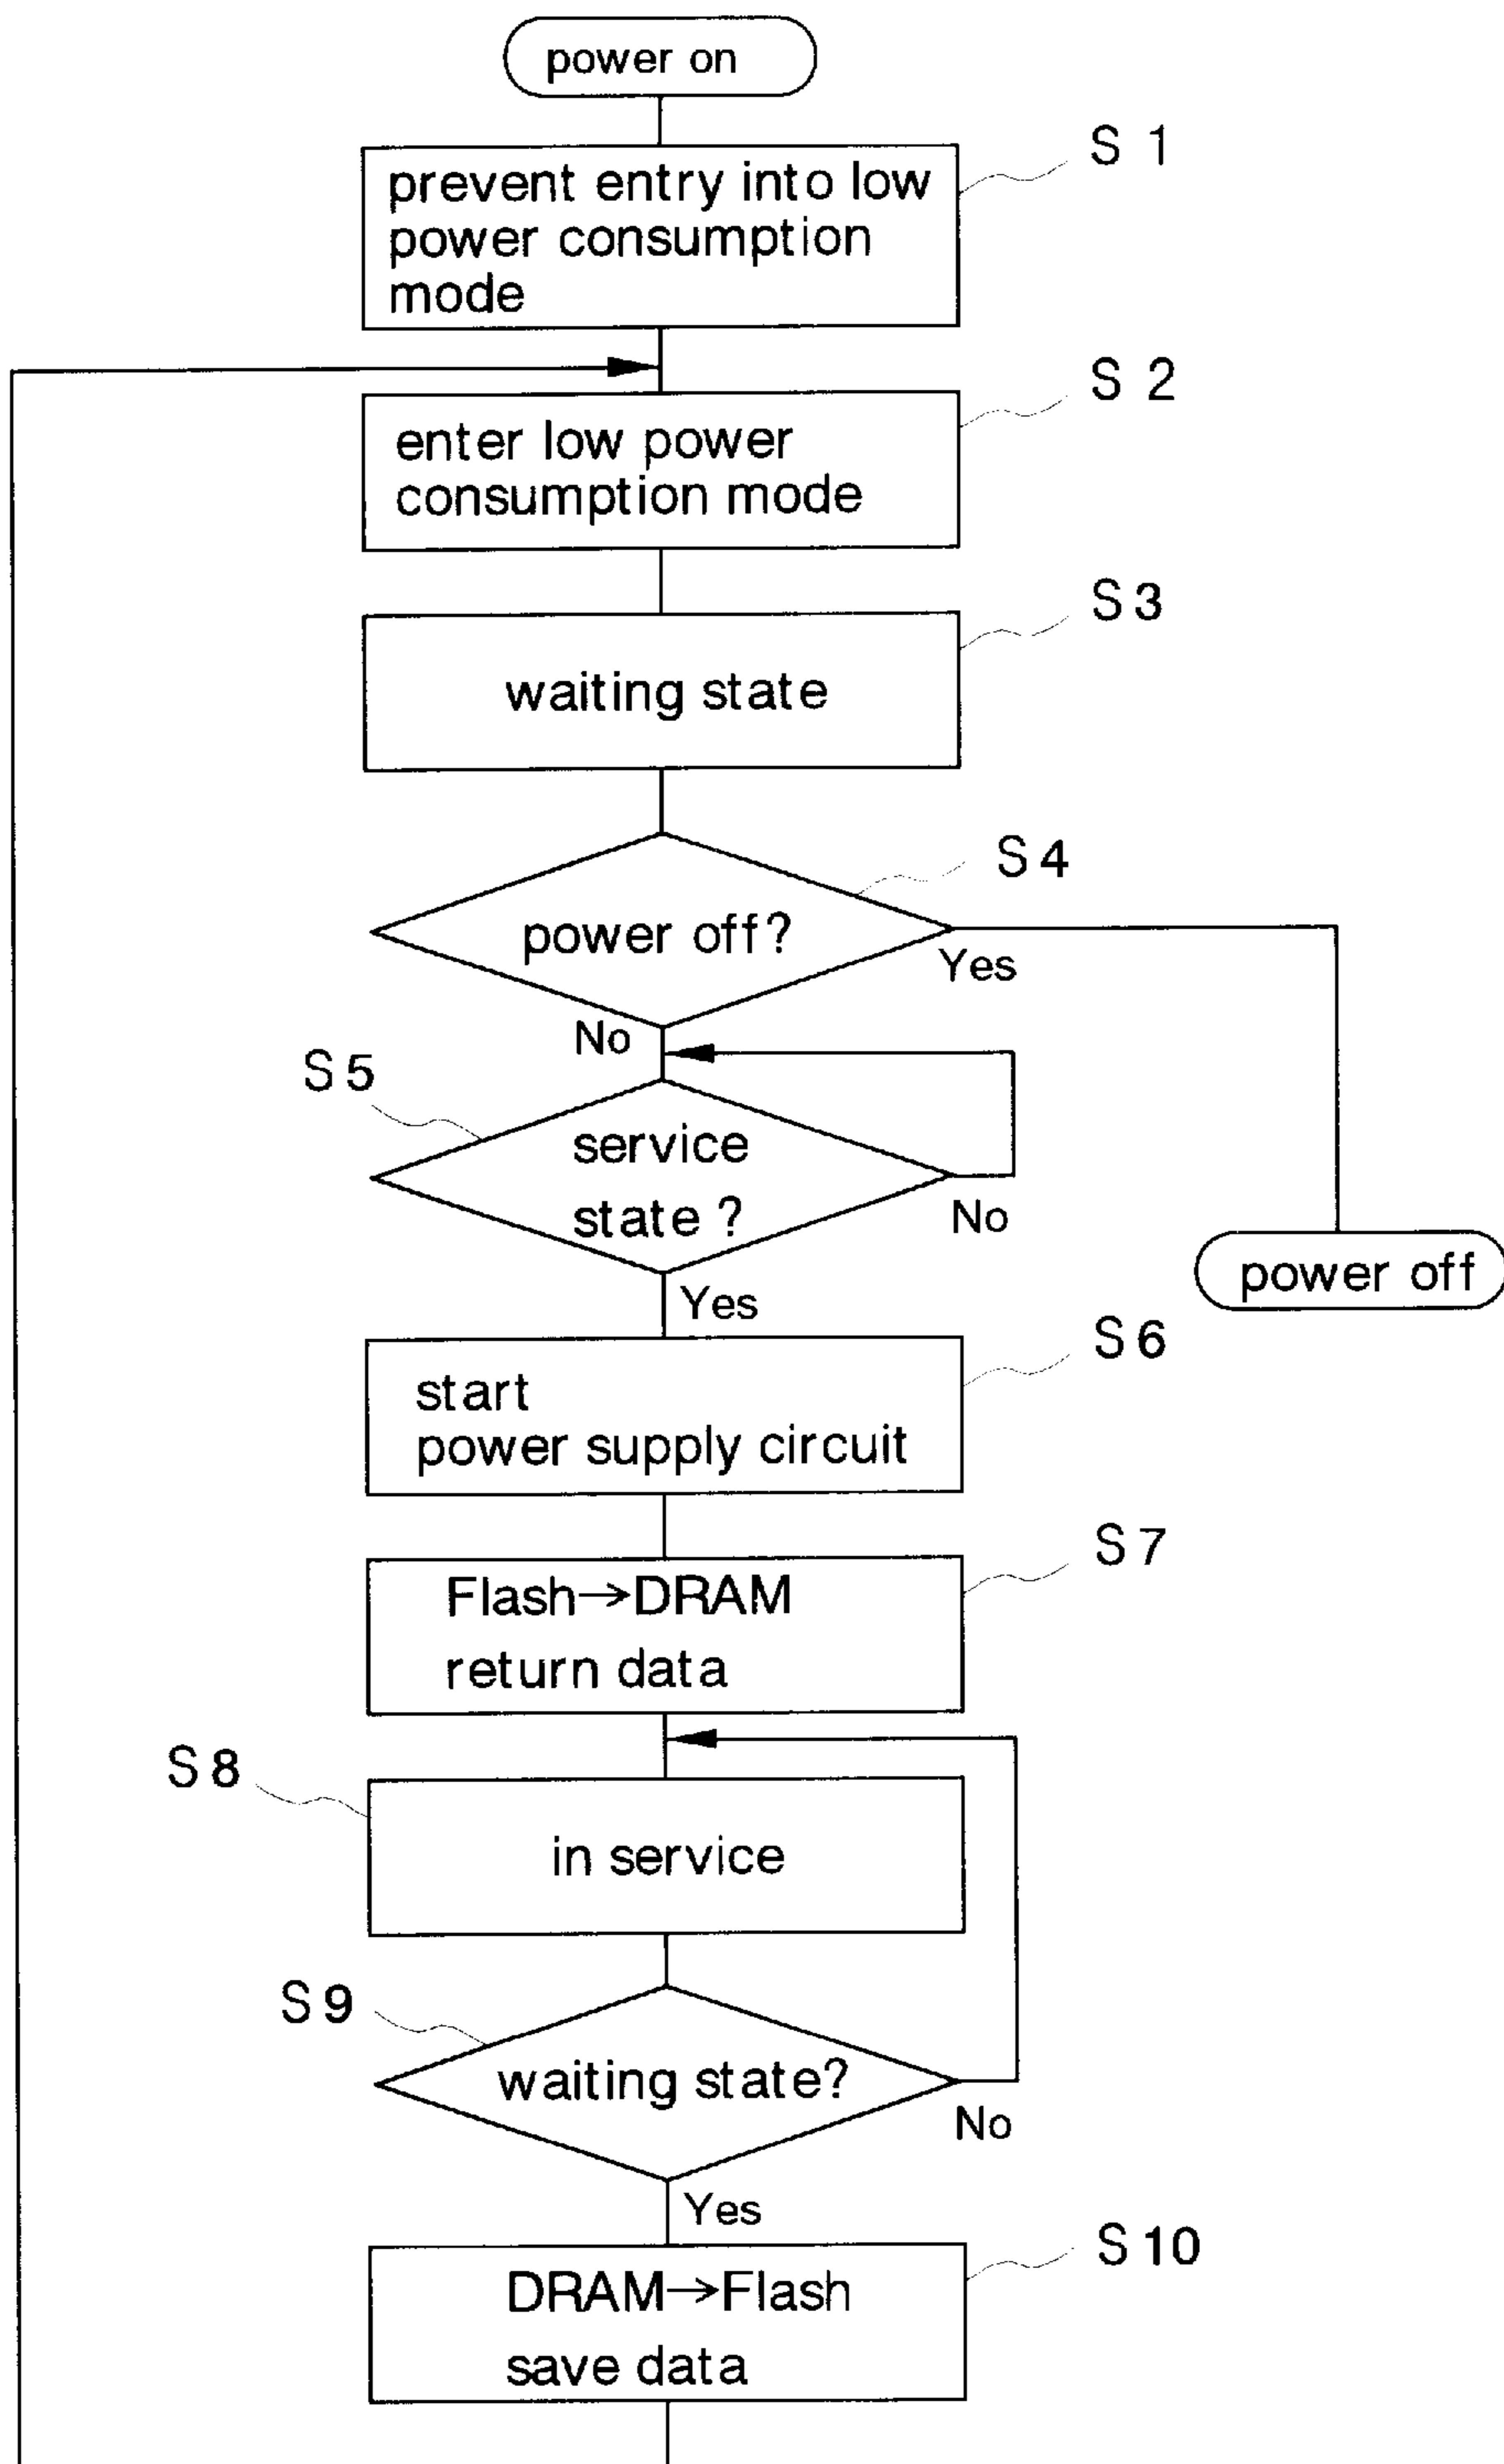 power on
S 1
prevent entry into low
power consumption
mode
S 2
enter low power
consumption mode
S 3
waiting state
S 4
power off?
Yes
No
S 5
service
state ?
No
power off
Yes
S 6
start
power supply circuit
S 7
Flash→DRAM
return data
S 8
in service
S 9
waiting state?
No
Yes
S 10
DRAM→Flash
save data